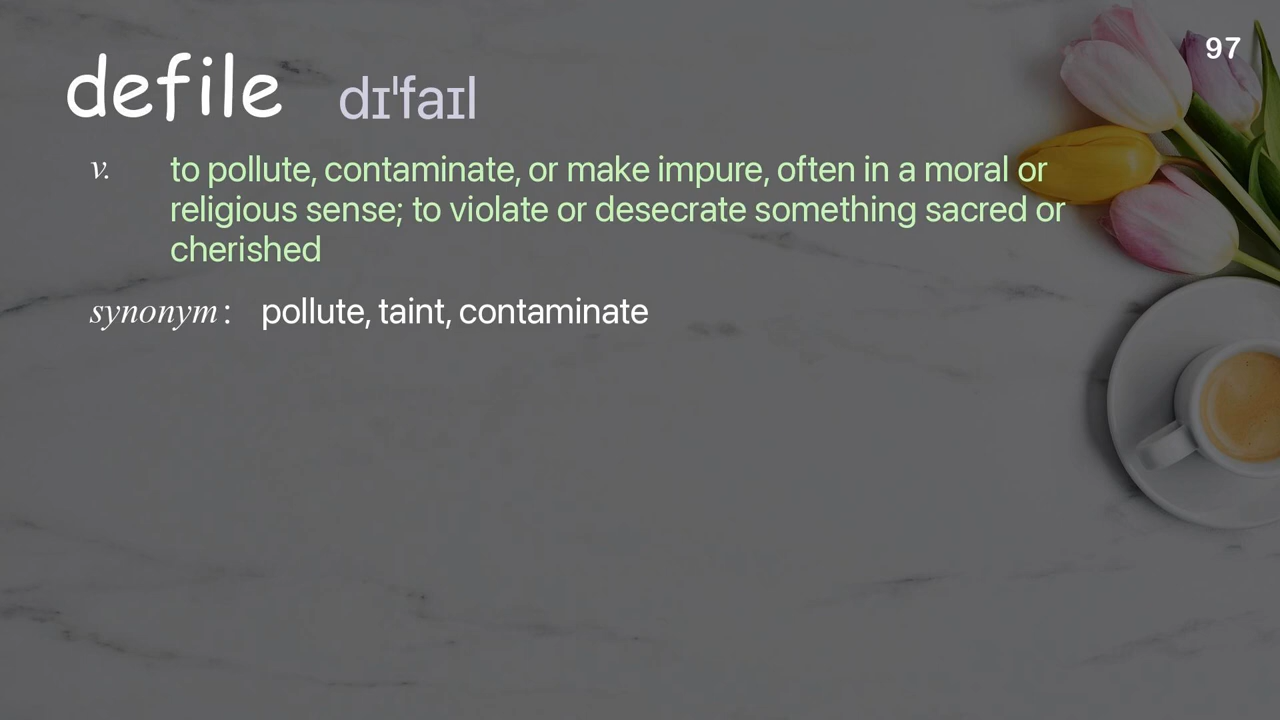 97
defile dɪˈfaɪl
v. to pollute, contaminate, or make impure, often in a moral or
religious sense; to violate or desecrate something sacred or
cherished
synonym : pollute, taint, contaminate